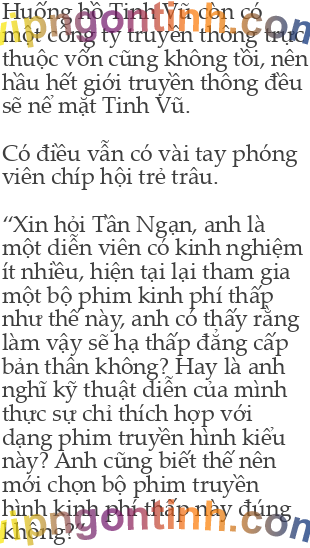 Huống hồ Tinh Vũ còn có
một công ty truyền thông trực
thuộc vốn cũng không tồi, nên
hầu hết giới truyền thông đều
sẽ nể mặt Tinh Vũ.
Có điều vẫn có vài tay phóng
viên chíp hội trẻ trâu.
“Xin hỏi Tần Ngạn, anh là
một diễn viên có kinh nghiệm
ít nhiều, hiện tại lại tham gia
một bộ phim kinh phí thấp
như thế này, anh có thấy rằng
làm vậy sẽ hạ thấp đẳng cấp
bản thân không? Hay là anh
nghĩ kỹ thuật diễn của mình
thực sự chỉ thích hợp với
dạng phim truyền hình kiểu
này? Anh cũng biết thế nên
mới chọn bộ phim truyền
hình kinh phí thấp này đúng
không?”
vipngontinh.com
vipngontinh.com